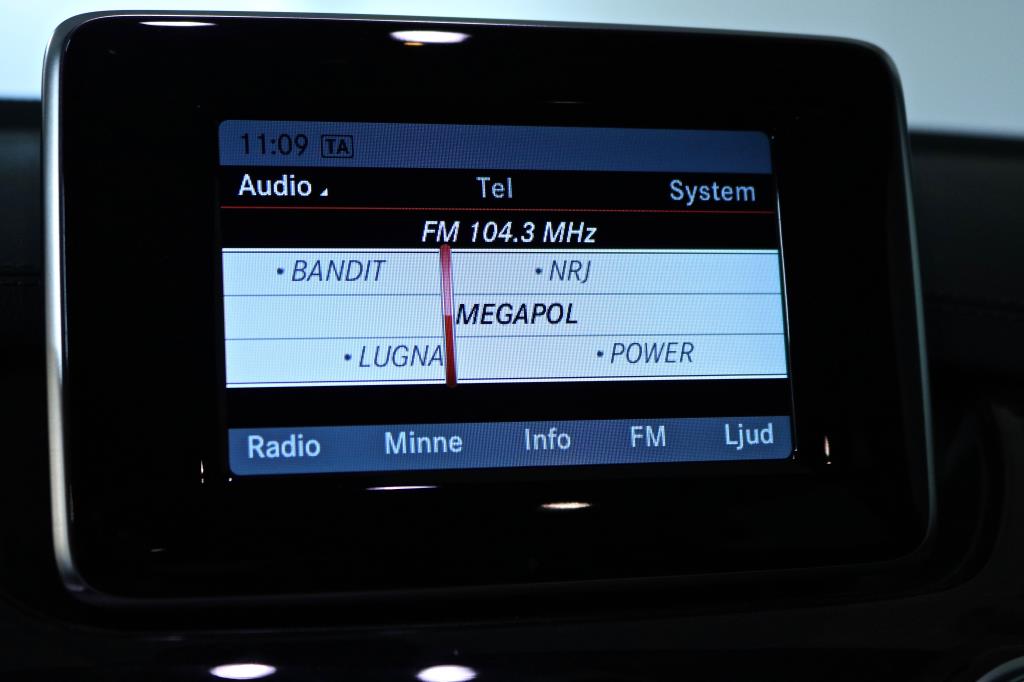 11:09 TA
Audio Tel System
FM 104.3 MHz
• BANDIT • NRJ
MEGAPOL
• LUGNA • POWER
Radio Minne Info FM Ljud